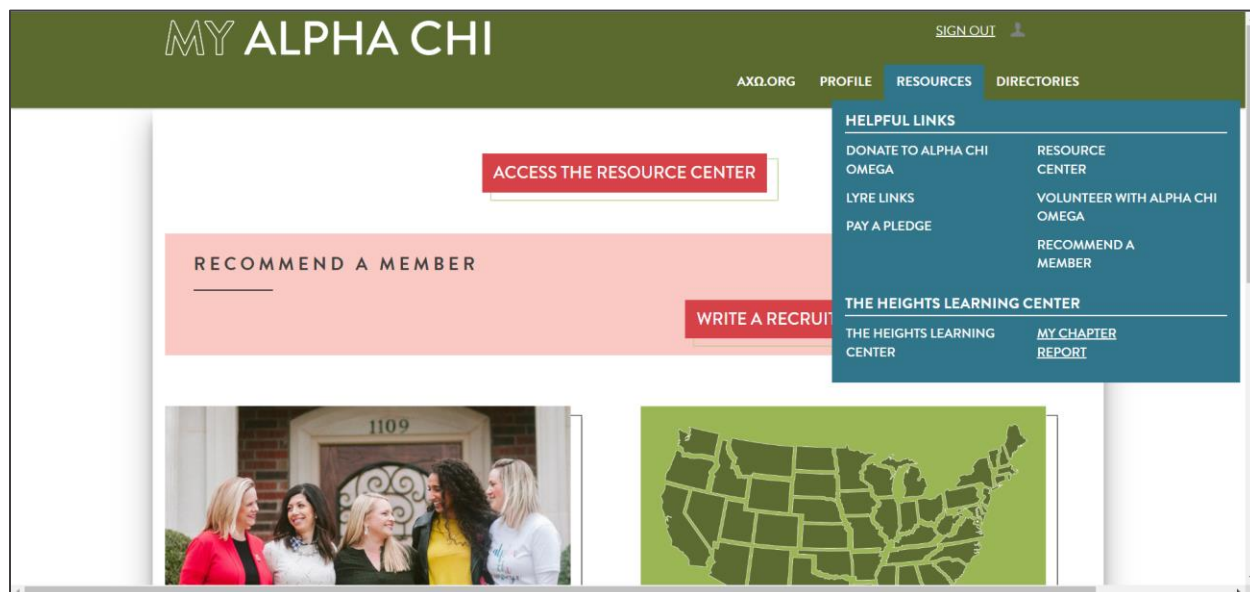 MY ALPHA CHI
SIGN OUT
ΑΧΩ.ORG PROFILE RESOURCES DIRECTORIES
HELPFUL LINKS
DONATE TO ALPHA CHI
OMEGA
LYRE LINKS
PAY A PLEDGE
RESOURCE
CENTER
VOLUNTEER WITH ALPHA CHI
OMEGA
RECOMMEND A
MEMBER
THE HEIGHTS LEARNING CENTER
THE HEIGHTS LEARNING
CENTER
MY CHAPTER
REPORT
ACCESS THE RESOURCE CENTER
RECOMMEND A MEMBER
WRITE A
1109